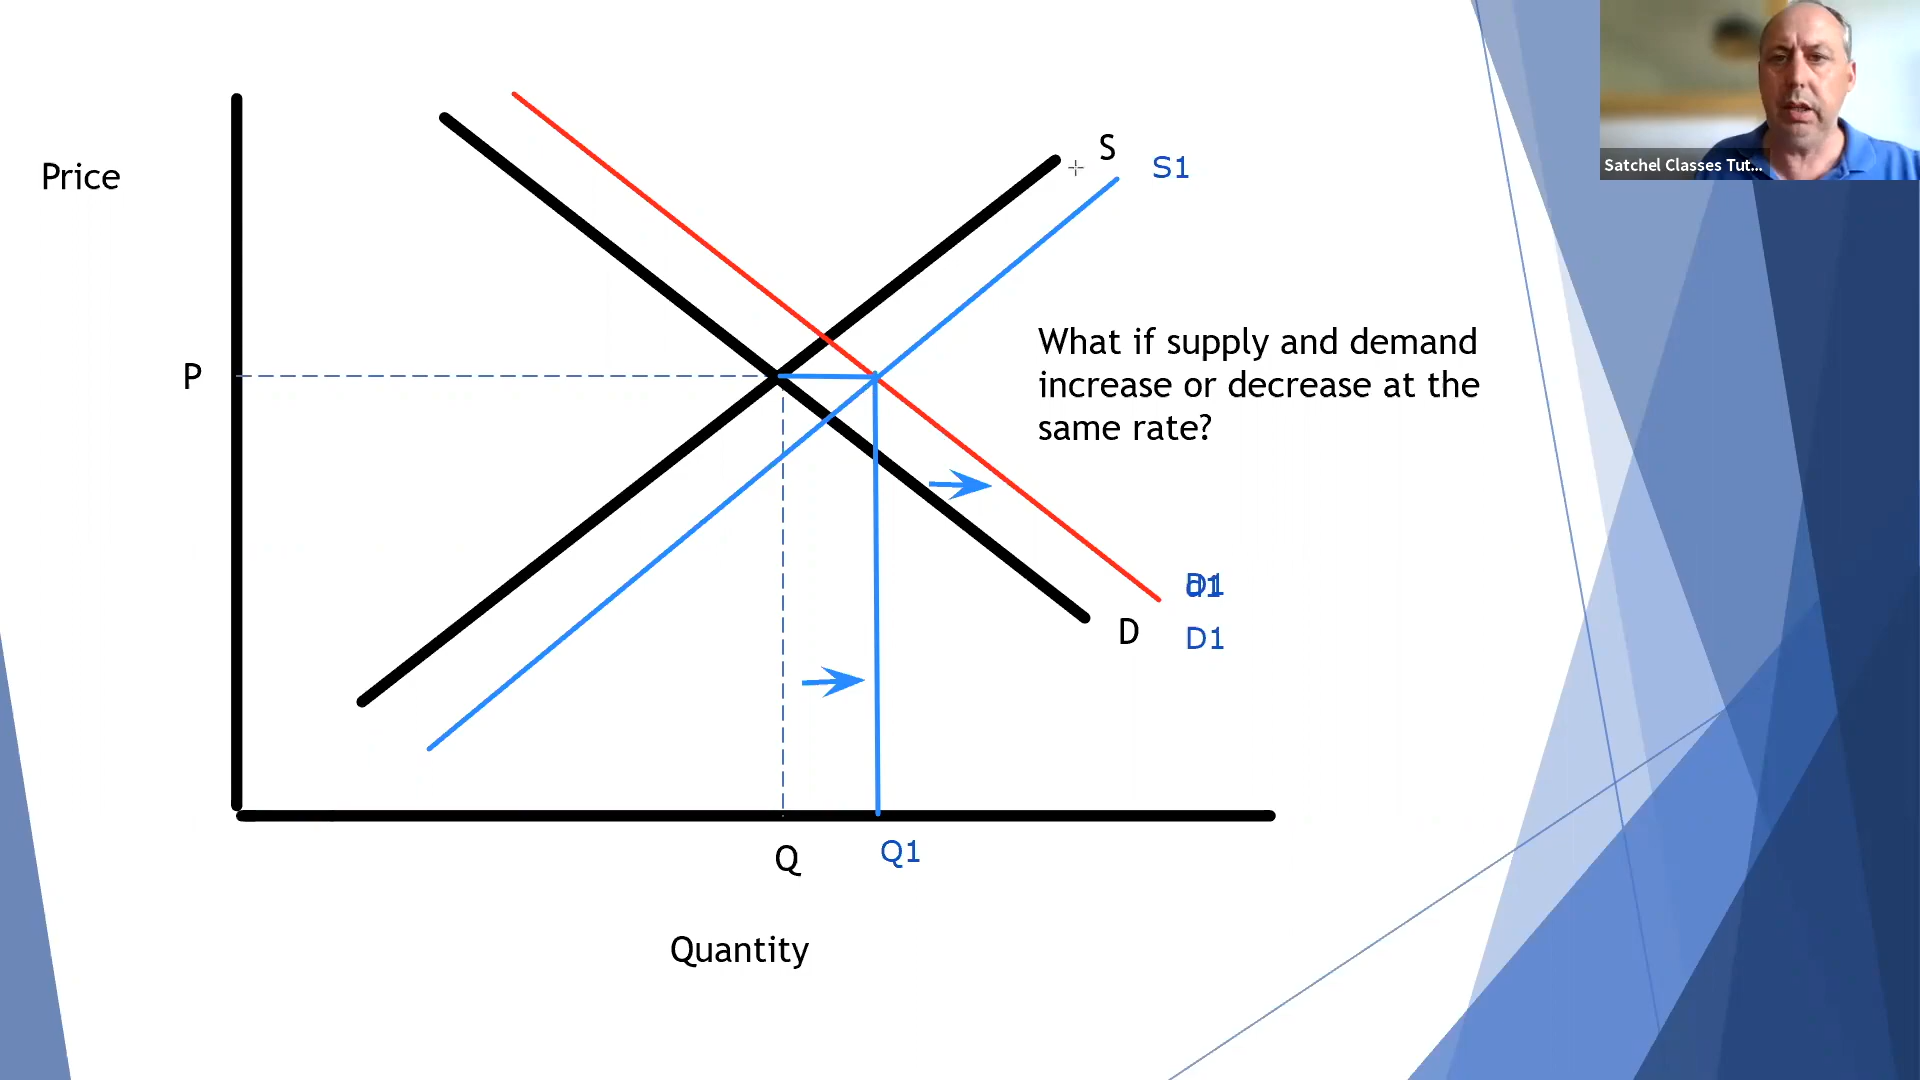 Price
S
S1
Satchel Classes Tut...
P
What if supply and demand
increase or decrease at the
same rate?
D1
D
D1
Q
Q1
Quantity